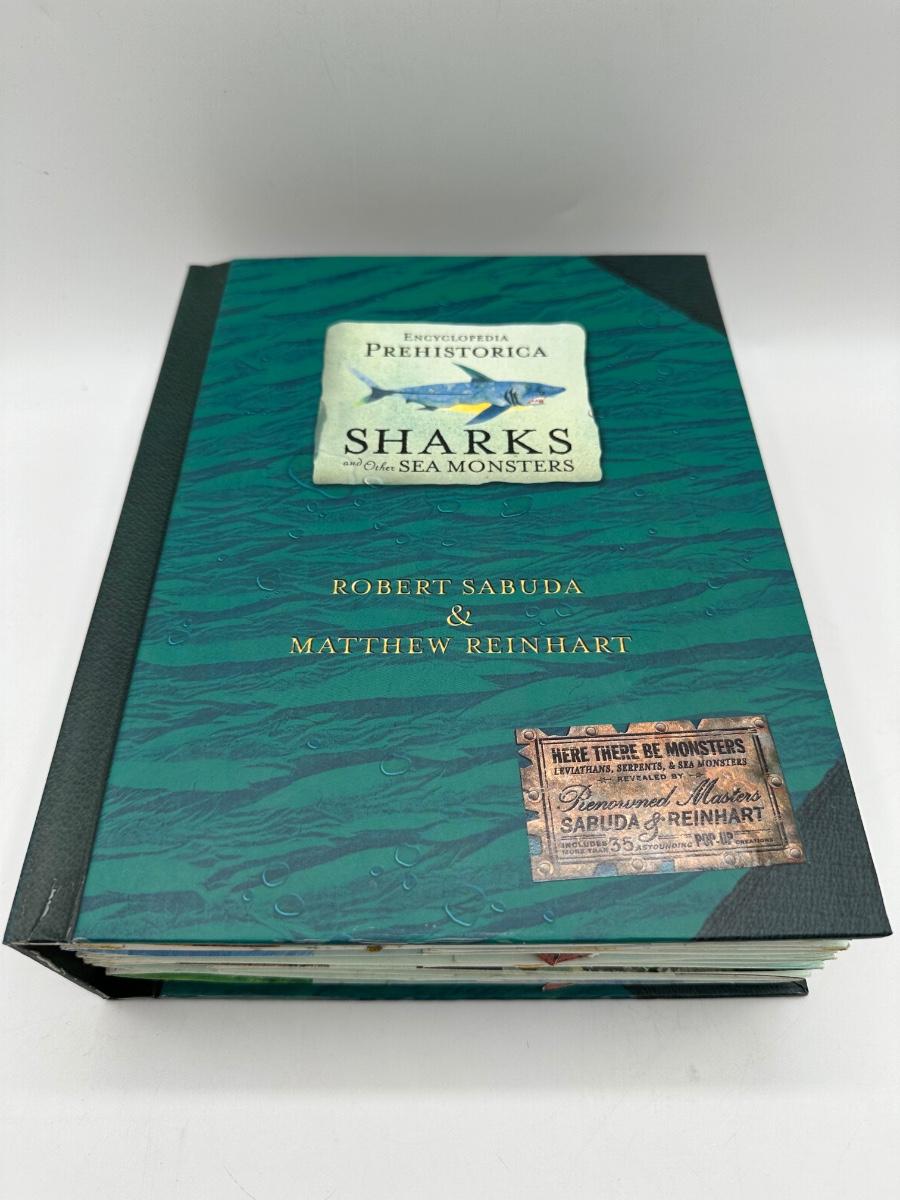 ENCYCLOPEDIA
PREHISTORICA
SHARKS
and Other SEA MONSTERS
ROBERT SABUDA
&
MATTHEW REINHART
HERE THERE BE MONSTERS
LEVIATHANS, SERPENTS, & SEA MONSTERS
REVEALED BY
Renowned Masters
SABUDA & REINHART
INCLUDES MORE THAN 35 ASTOUNDING POP-UP CREATIONS